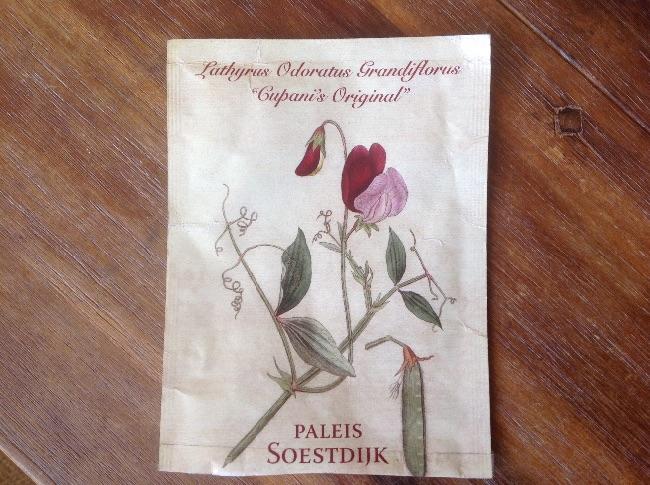 Lathyrus Odoratus Grandiflorus
"Cupani's Original"
PALEIS
SOESTDIJK